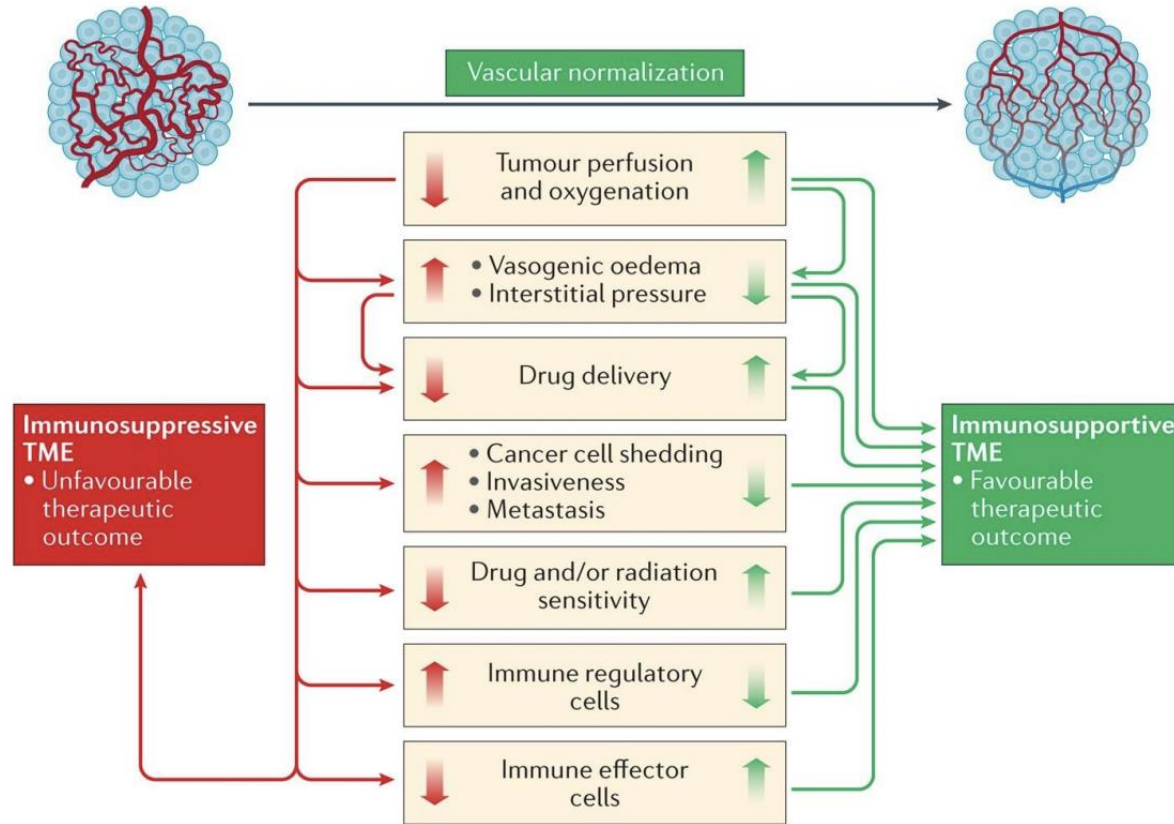 Vascular normalization
Tumour perfusion
and oxygenation
• Vasogenic oedema
• Interstitial pressure
Drug delivery
Immunosuppressive
TME
• Unfavourable
therapeutic
outcome
• Cancer cell shedding
• Invasiveness
• Metastasis
Immunosupportive
TME
• Favourable
therapeutic
outcome
Drug and/or radiation
sensitivity
Immune regulatory
cells
Immune effector
cells